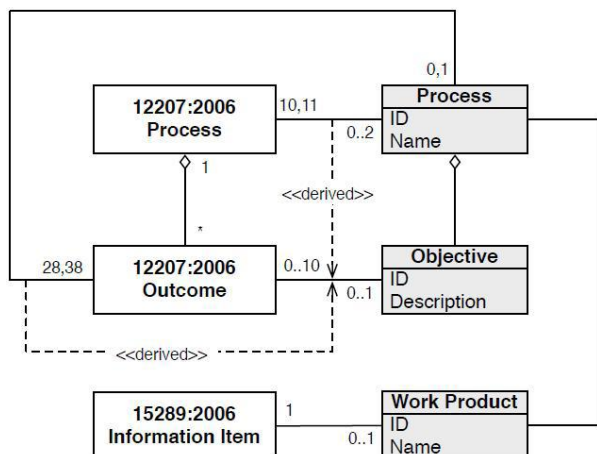 0,1
12207:2006
Process
10,11
0..2
Process
ID
Name
1
<<derived>>
*
28,38
12207:2006
Outcome
0..10
0..1
Objective
ID
Description
<<derived>>
15289:2006
Information Item
1
0..1
Work Product
ID
Name